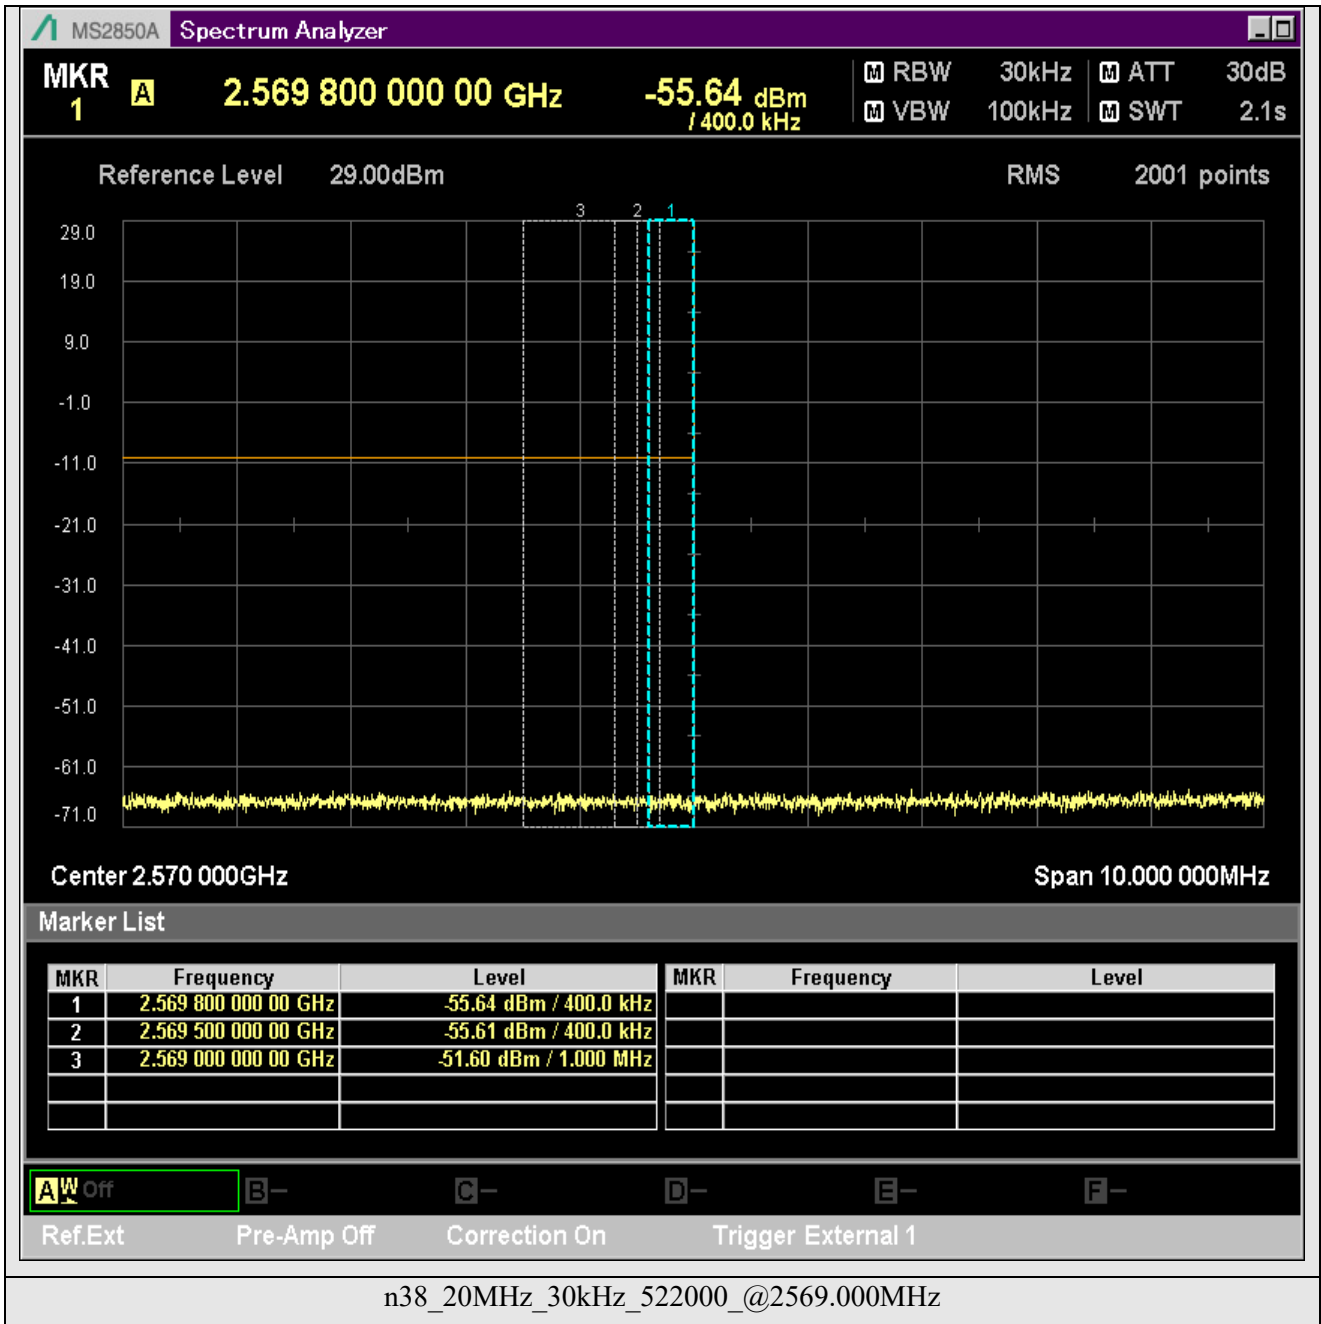 MS2850A Spectrum Analyzer
MKR 1 A 2.569 800 000 00 GHz -55.64 dBm / 400.0 kHz
M RBW 30kHz M ATT 30dB
M VBW 100kHz M SWT 2.1s
Reference Level 29.00dBm RMS 2001 points
3 2 1
29.0
19.0
9.0
-1.0
-11.0
-21.0
-31.0
-41.0
-51.0
-61.0
-71.0
Center 2.570 000GHz Span 10.000 000MHz
Marker List
MKR Frequency Level MKR Frequency Level
1 2.569 800 000 00 GHz -55.64 dBm / 400.0 kHz
2 2.569 500 000 00 GHz -55.61 dBm / 400.0 kHz
3 2.569 000 000 00 GHz -51.60 dBm / 1.000 MHz
A W Off B – C – D – E – F –
Ref.Ext Pre-Amp Off Correction On Trigger External 1
n38_20MHz_30kHz_522000_@2569.000MHz